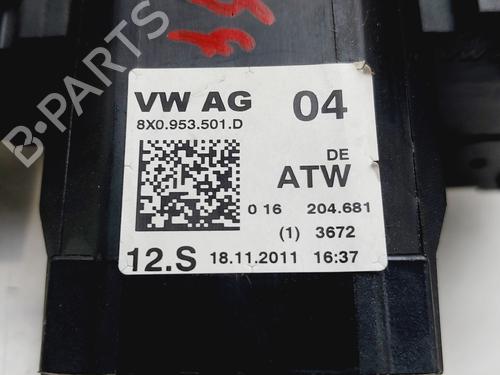 VW AG 04
8X0.953.501.D
DE
ATW
0 16 204.681
(1) 3672
12.S 18.11.2011 16:37
B-Parts